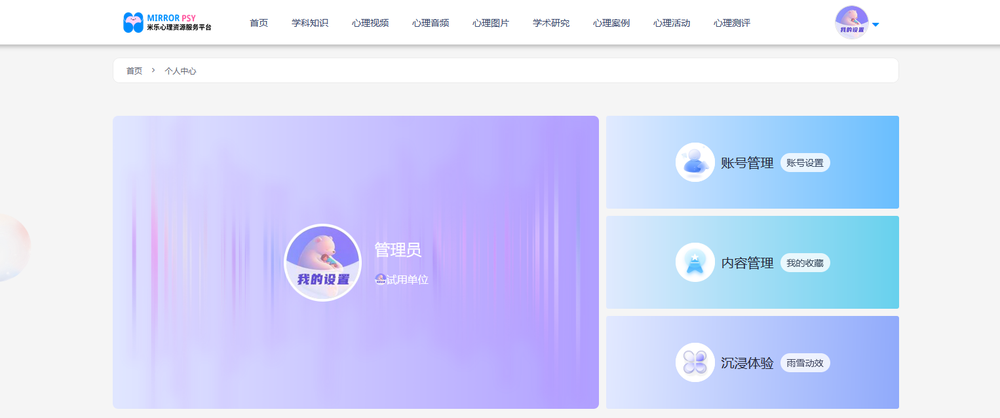 MIRROR PSY
米乐心理资源服务平台
首页 学科知识 心理视频 心理音频 心理图片 学术研究 心理案例 心理活动 心理测评
我的设置
首页 > 个人中心
我的设置
管理员
试用单位
账号管理 账号设置
内容管理 我的收藏
沉浸体验 雨雪动效